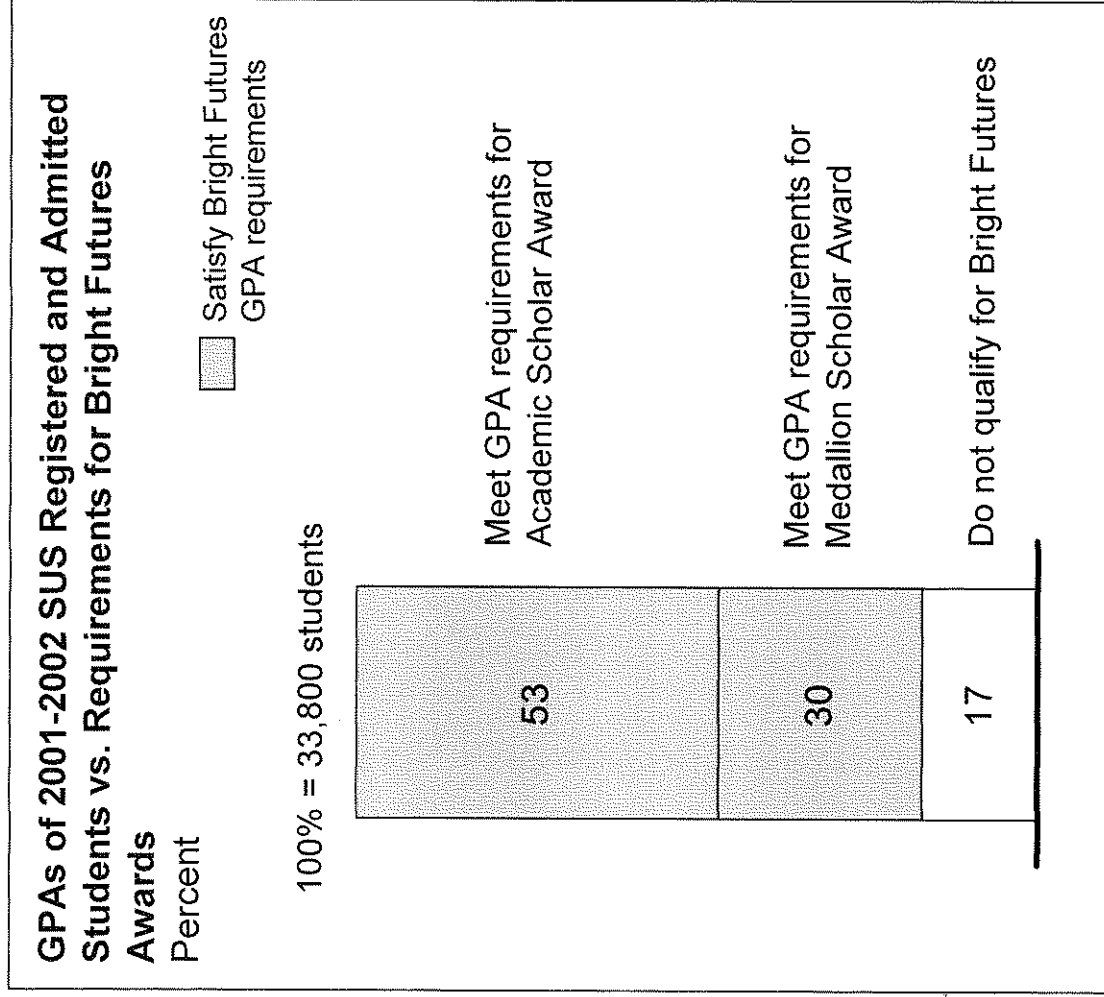 GPAs of 2001-2002 SUS Registered and Admitted
Students vs. Requirements for Bright Futures
Awards
Percent
Satisfy Bright Futures
GPA requirements
100% = 33,800 students
53
Meet GPA requirements for
Academic Scholar Award
30
Meet GPA requirements for
Medallion Scholar Award
17
Do not qualify for Bright Futures